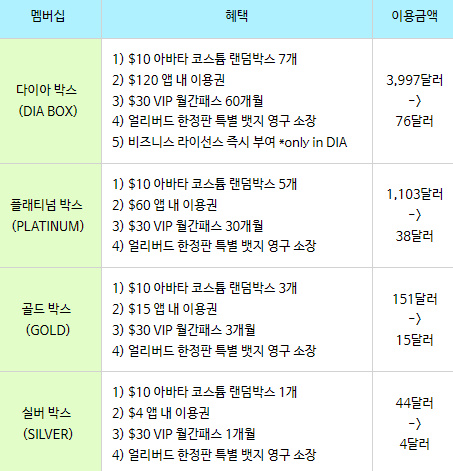 멤버십
혜택
이용금액
다이아 박스
(DIA BOX)
1) $10 아바타 코스튬 랜덤박스 7개
2) $120 앱 내 이용권
3) $30 VIP 월간패스 60개월
4) 얼리버드 한정판 특별 뱃지 영구 소장
5) 비즈니스 라이선스 즉시 부여 *only in DIA
3,997달러
->
76달러
플래티넘 박스
(PLATINUM)
1) $10 아바타 코스튬 랜덤박스 5개
2) $60 앱 내 이용권
3) $30 VIP 월간패스 30개월
4) 얼리버드 한정판 특별 뱃지 영구 소장
1,103달러
->
38달러
골드 박스
(GOLD)
1) $10 아바타 코스튬 랜덤박스 3개
2) $15 앱 내 이용권
3) $30 VIP 월간패스 3개월
4) 얼리버드 한정판 특별 뱃지 영구 소장
151달러
->
15달러
실버 박스
(SILVER)
1) $10 아바타 코스튬 랜덤박스 1개
2) $4 앱 내 이용권
3) $30 VIP 월간패스 1개월
4) 얼리버드 한정판 특별 뱃지 영구 소장
44달러
->
4달러